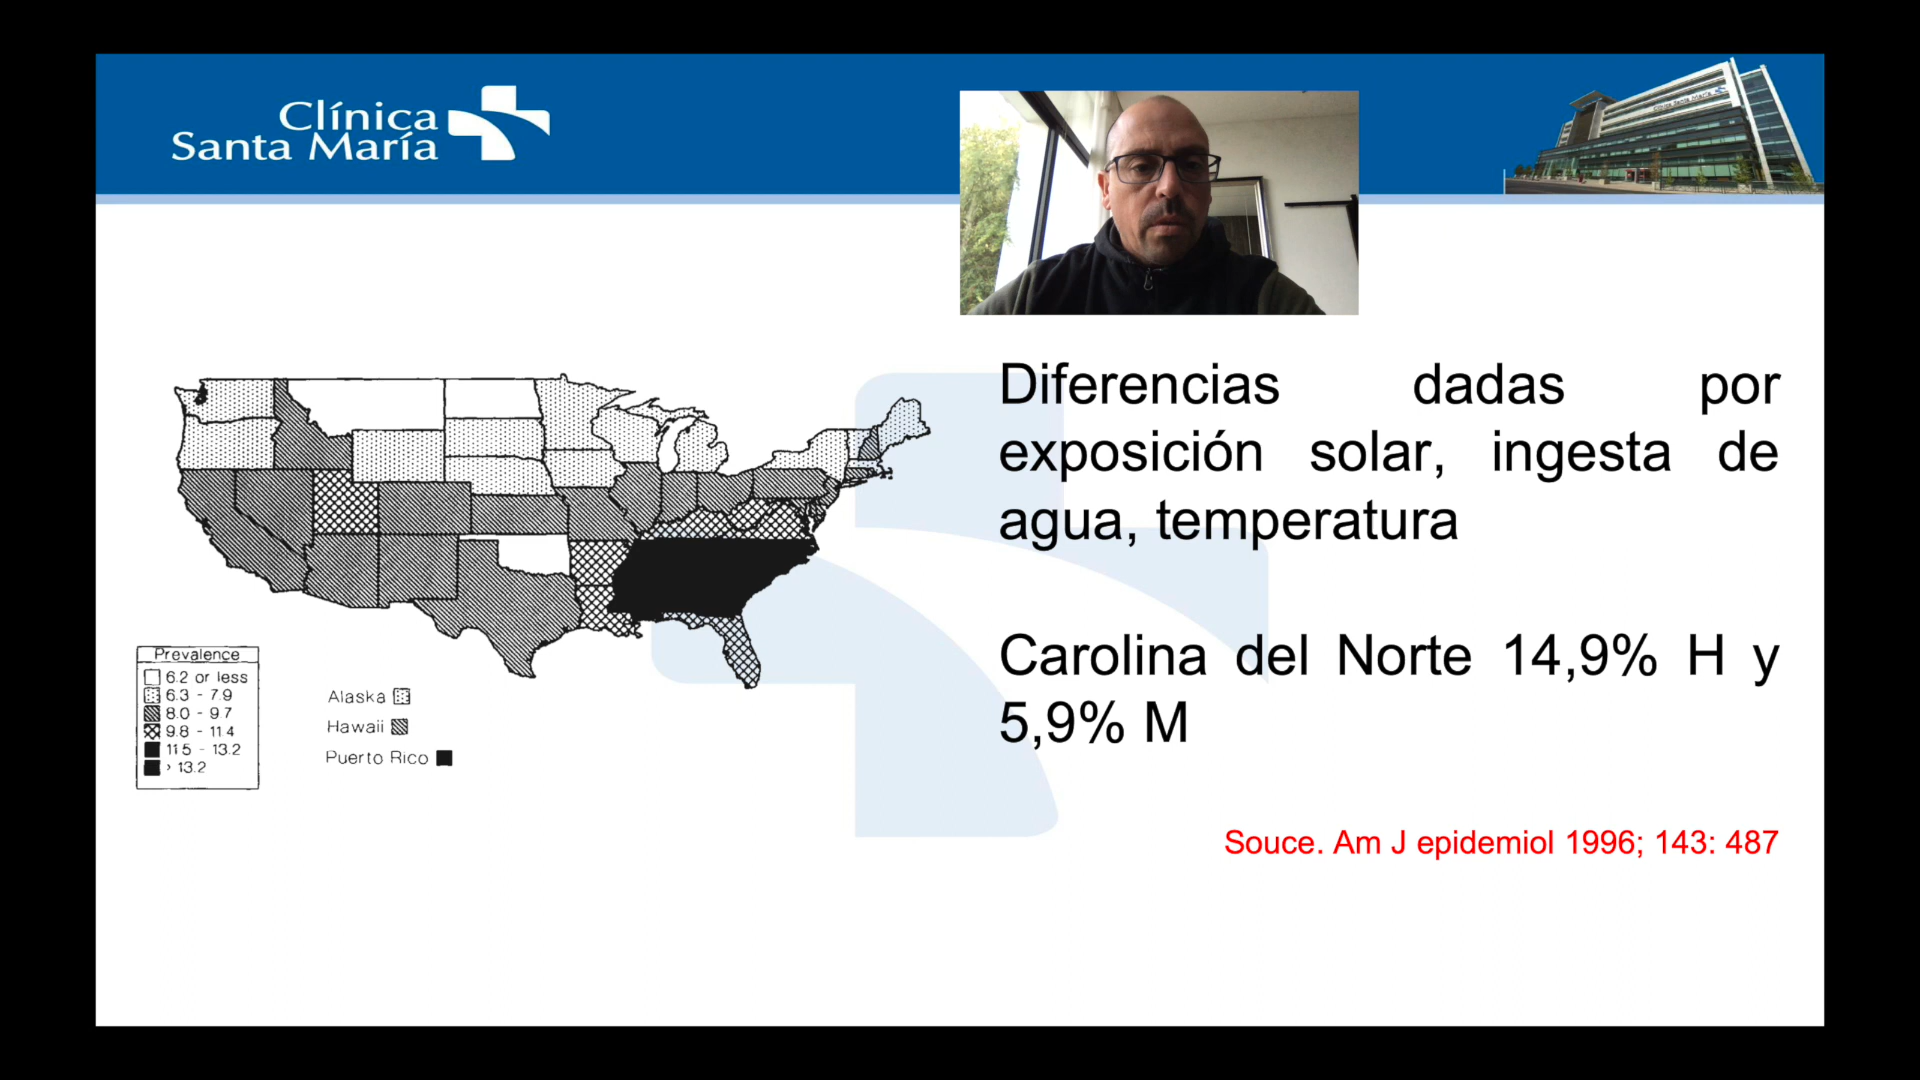 Clínica
Santa María
Diferencias dadas por
exposición solar, ingesta de
agua, temperatura
Carolina del Norte 14,9% H y
5,9% M
Prevalence
6.2 or less
6.3 - 7.9
8.0 - 9.7
9.8 - 11.4
11.5 - 13.2
> 13.2
Alaska
Hawaii
Puerto Rico
Souce. Am J epidemiol 1996; 143: 487